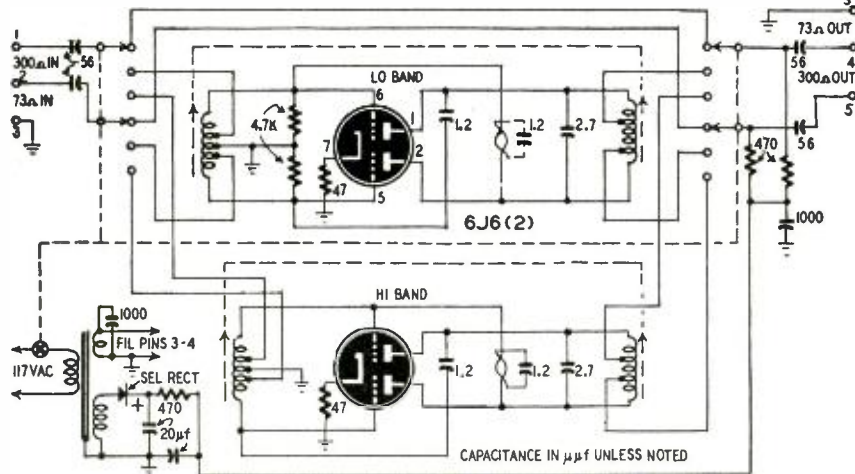 1
300Ω IN
56
2
73Ω IN
5
LO BAND
6
4.7K
7
1
2
5
47
1.2
1.2
2.7
6J6(2)
3
73Ω OUT
56
4
300Ω OUT
5
56
470
1000
HI BAND
47
1.2
1.2
2.7
1000
FIL PINS 3-4
117VAC
SEL RECT
+
470
20µf
CAPACITANCE IN µµf UNLESS NOTED